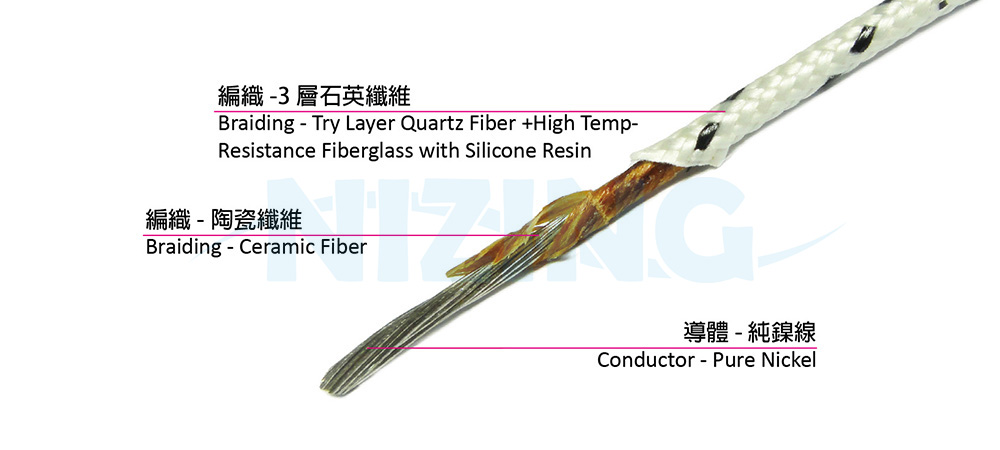 編織 -3 層石英纖維
Braiding - Try Layer Quartz Fiber +High Temp-
Resistance Fiberglass with Silicone Resin
NIZING
編織 - 陶瓷纖維
Braiding - Ceramic Fiber
導體 - 純鎳線
Conductor - Pure Nickel